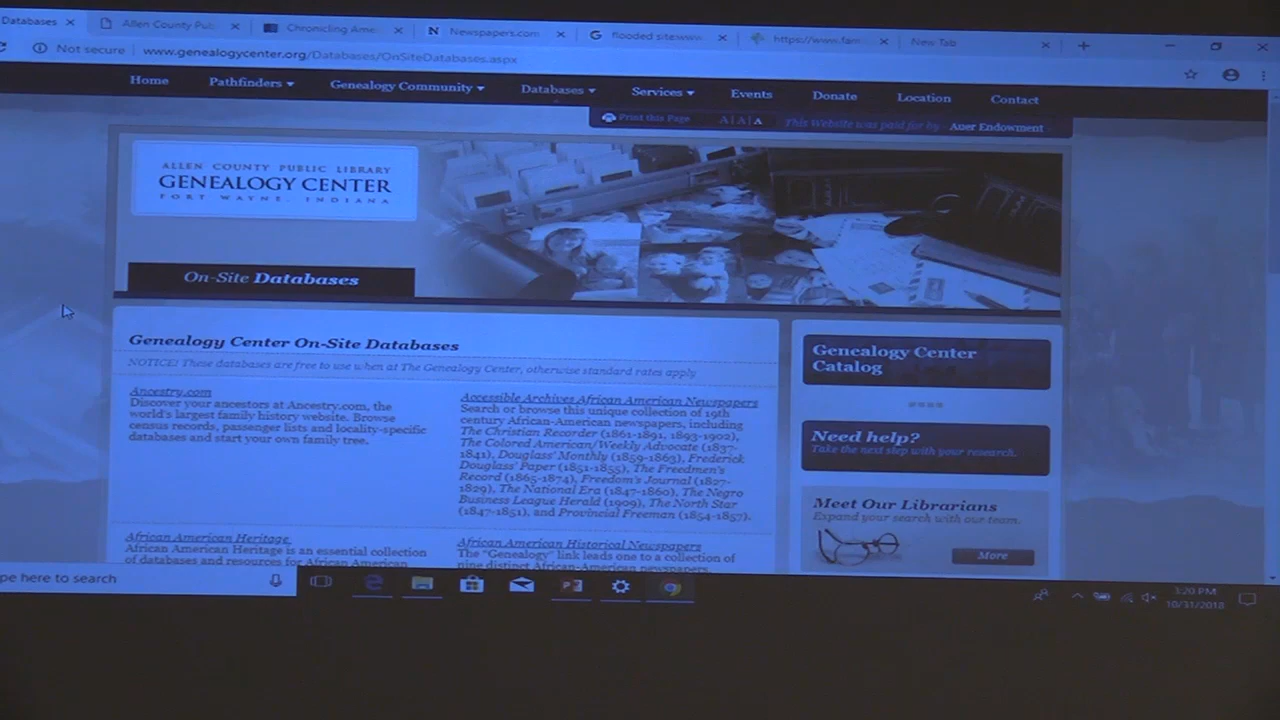 Databases
Allen County Pub
Chronicling Ame
Newspapers.com
flooded site:www
https://www.fam
New Tab
Not secure
www.genealogycenter.org/Databases/OnSiteDatabases.aspx
Home
Pathfinders
Genealogy Community
Databases
Services
Events
Donate
Location
Contact
Print this Page
A|A|A
This Website was paid for by Auer Endowment
ALLEN COUNTY PUBLIC LIBRARY
GENEALOGY CENTER
FORT WAYNE, INDIANA
On-Site Databases
Genealogy Center On-Site Databases
NOTICE: These databases are free to use when at The Genealogy Center, otherwise standard rates apply
Ancestry.com
Discover your ancestors at Ancestry.com, the
world's largest family history website. Browse
census records, passenger lists and locality-specific
databases and start your own family tree.
Accessible Archives African American Newspapers
Search or browse this unique collection of 19th
century African-American newspapers, including
The Christian Recorder (1861-1891, 1893-1902),
The Colored American/Weekly Advocate (1837-
1841), Douglass' Monthly (1859-1863), Frederick
Douglass' Paper (1851-1855), The Freedmen's
Record (1865-1874), Freedom's Journal (1827-
1829), The National Era (1847-1860), The Negro
Business League Herald (1909), The North Star
(1847-1851), and Provincial Freeman (1854-1857).
African American Heritage
African American Heritage is an essential collection
of databases and resources for African American
African American Historical Newspapers
The "Genealogy" link leads one to a collection of
nine distinct African-American newspapers.
Genealogy Center
Catalog
Need help?
Take the next step with your research.
Meet Our Librarians
Expand your search with our team.
More
pe here to search
3:20 PM
10/31/2018